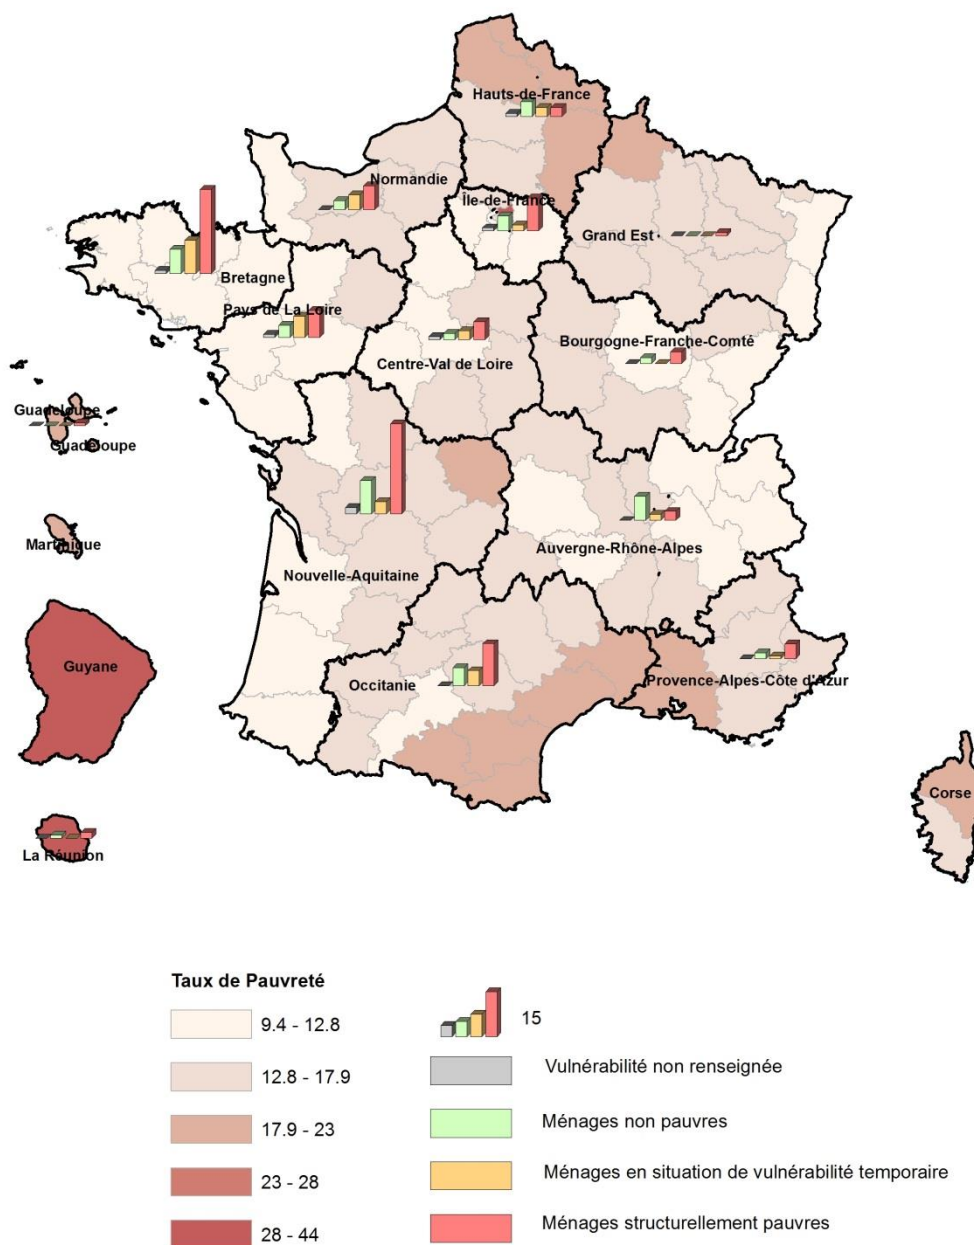 Hauts-de-France
Normandie
Île-de-France
Grand Est
Bretagne
Pays de La Loire
Bourgogne-Franche-Comté
Centre-Val de Loire
Guadeloupe
Guadeloupe
Martinique
Auvergne-Rhône-Alpes
Nouvelle-Aquitaine
Guyane
Occitanie
Provence-Alpes-Côte d'Azur
Corse
La Réunion
Taux de Pauvreté
9.4 - 12.8
12.8 - 17.9
17.9 - 23
23 - 28
28 - 44
15
Vulnérabilité non renseignée
Ménages non pauvres
Ménages en situation de vulnérabilité temporaire
Ménages structurellement pauvres